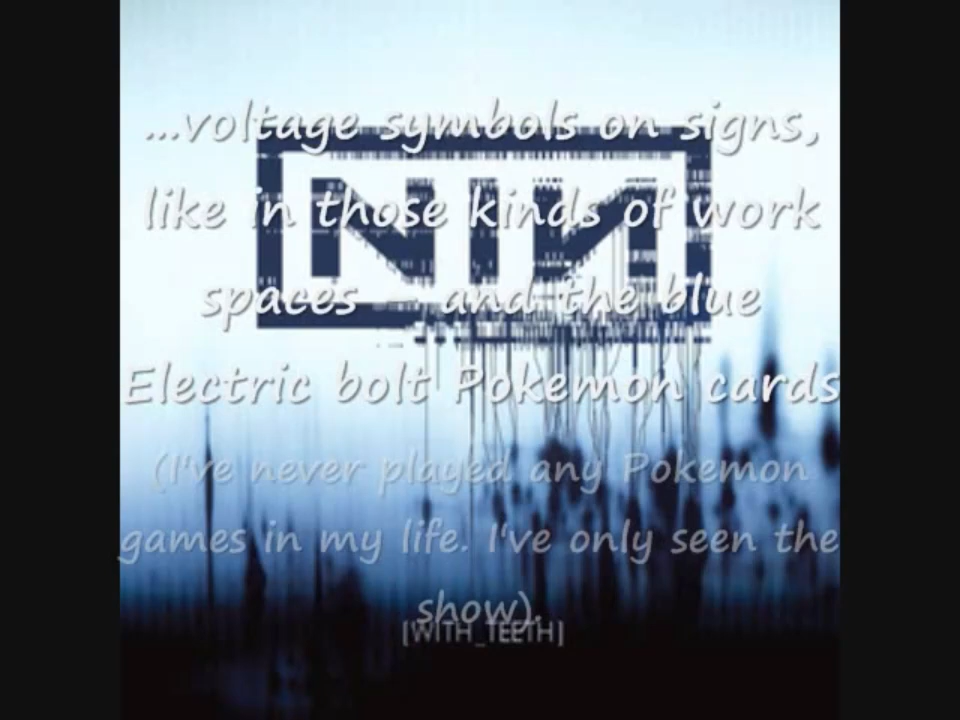 ...voltage symbols on signs,
NIN
like in those kinds of work
spaces - and the blue
Electric bolt Pokemon cards
(I've never played any Pokemon
games in my life. I've only seen the
show).
[WITH_TEETH]